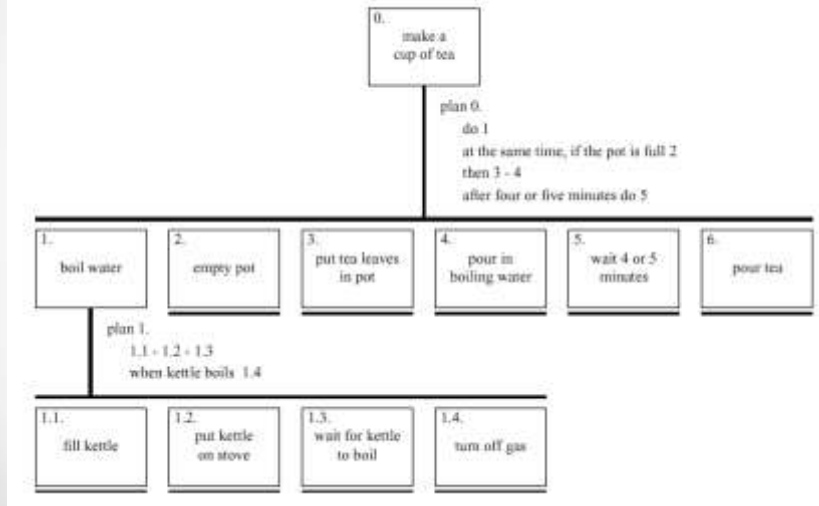 0.
make a
cup of tea
plan 0.
do 1
at the same time, if the pot is full 2
then 3 - 4
after four or five minutes do 5
1.
boil water
2.
empty pot
3.
put tea leaves
in pot
4.
pour in
boiling water
5.
wait 4 or 5
minutes
6.
pour tea
plan 1.
1.1 - 1.2 - 1.3
when kettle boils 1.4
1.1.
fill kettle
1.2.
put kettle
on stove
1.3.
wait for kettle
to boil
1.4.
turn off gas